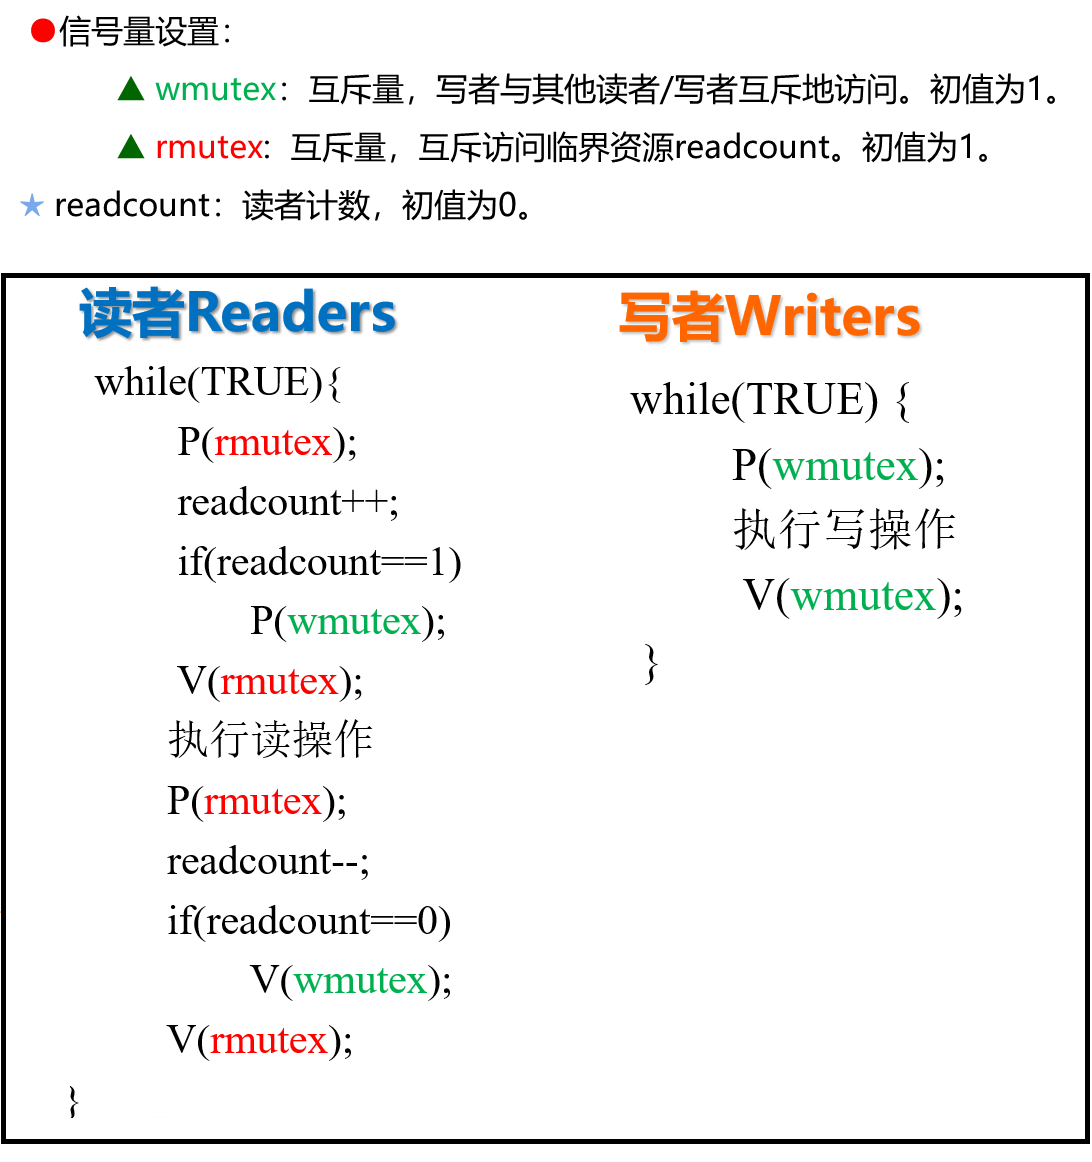 信号量设置：
wmutex：互斥量，写者与其他读者/写者互斥地访问。初值为1。
rmutex: 互斥量，互斥访问临界资源readcount。初值为1。
readcount：读者计数，初值为0。
读者Readers
while(TRUE){
P(rmutex);
readcount++;
if(readcount==1)
P(wmutex);
V(rmutex);
执行读操作
P(rmutex);
readcount--;
if(readcount==0)
V(wmutex);
V(rmutex);
}
写者Writers
while(TRUE) {
P(wmutex);
执行写操作
V(wmutex);
}